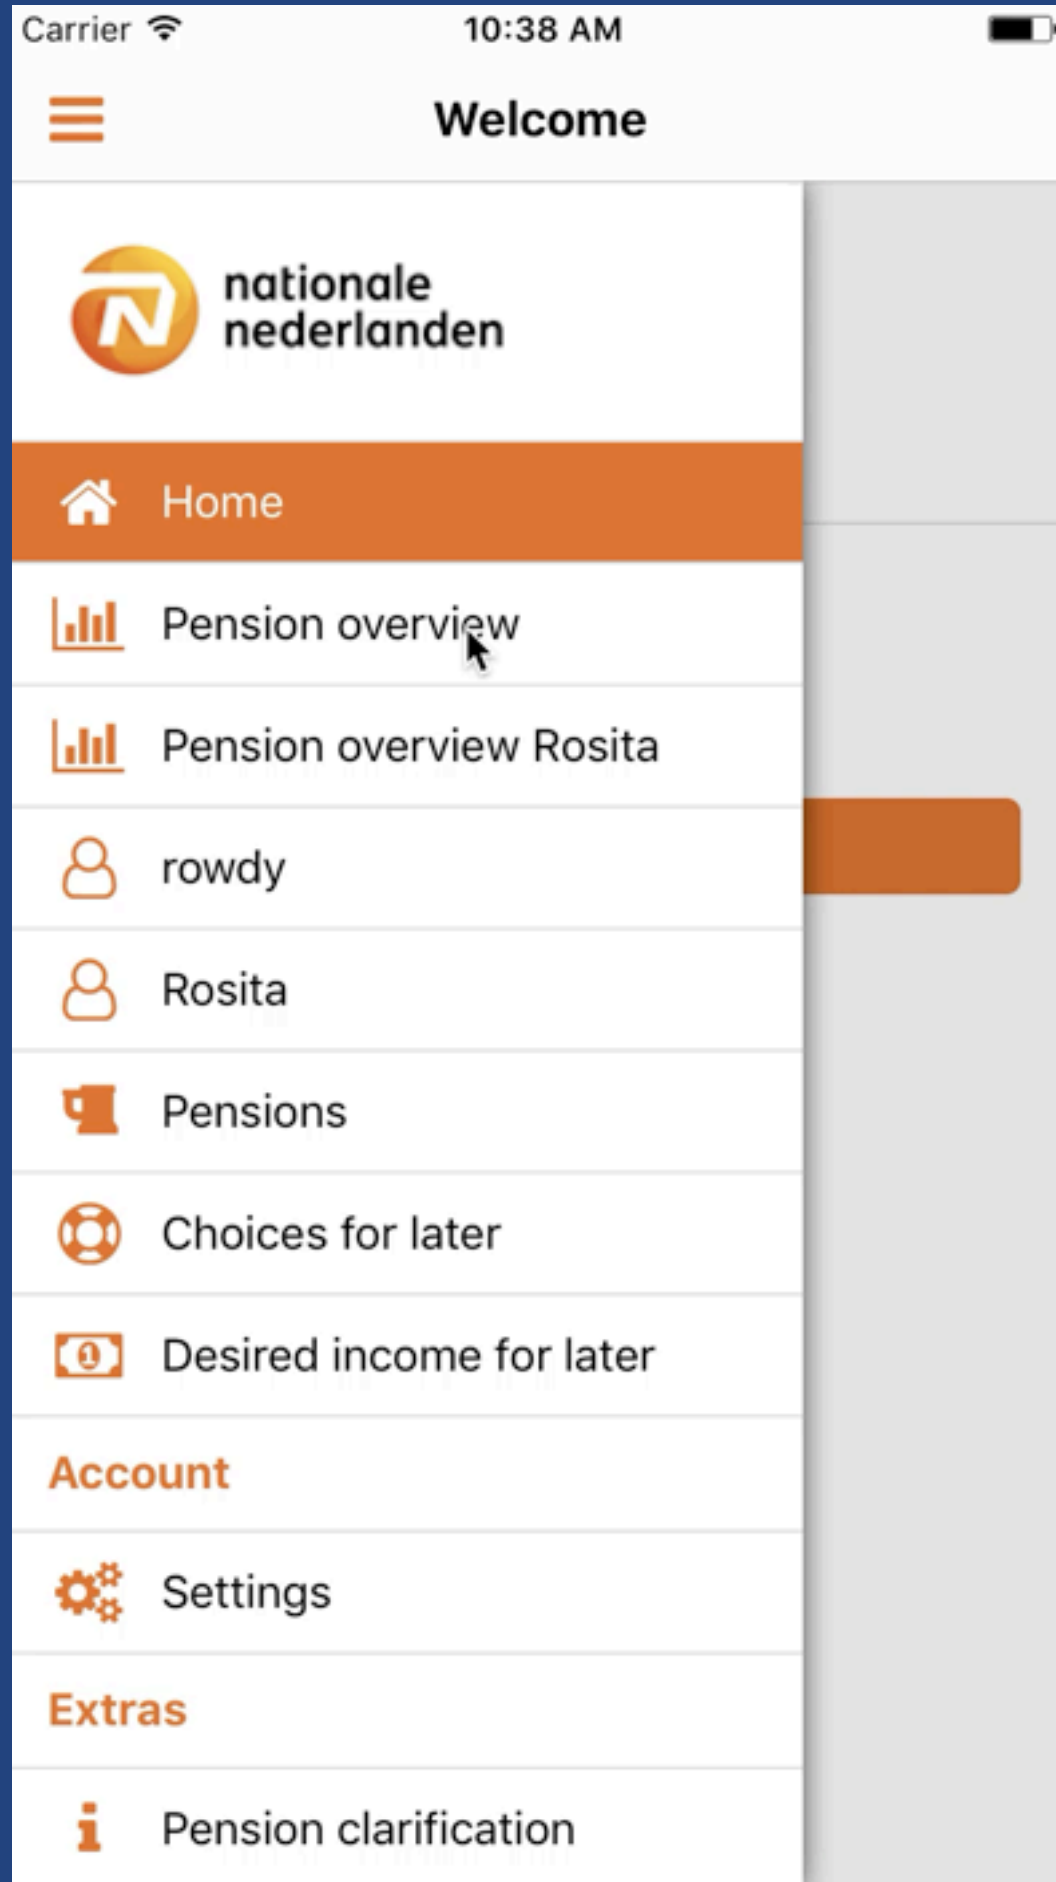 Carrier 10:38 AM
Welcome
nationale
nederlanden
Home
Pension overview
Pension overview Rosita
rowdy
Rosita
Pensions
Choices for later
Desired income for later
Account
Settings
Extras
Pension clarification